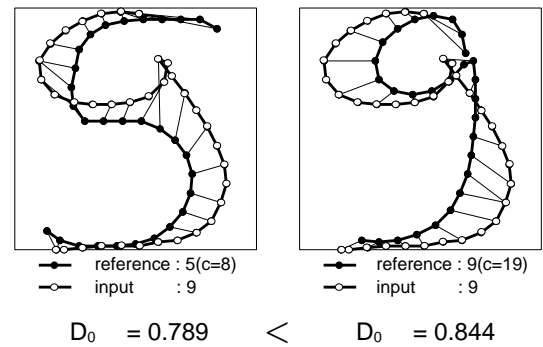 reference : 5(c=8)
input : 9
reference : 9(c=19)
input : 9
D₀ = 0.789 < D₀ = 0.844